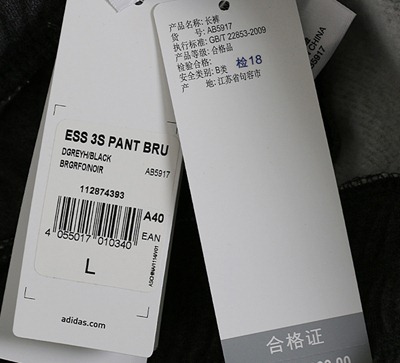 ESS 3S PANT BRU
DGREYH/BLACK
BRGRFO/NOIR AB5917
112874393
A40
4 055017 010340 EAN
L
adidas.com
产品名称: 长裤
货 号: AB5917
执行标准: GB/T 22853-2009
产品等级: 合格品
检验合格: 检18
安全类别: B类
产 地: 江苏省句容市
合格证
CHINA
AB5917